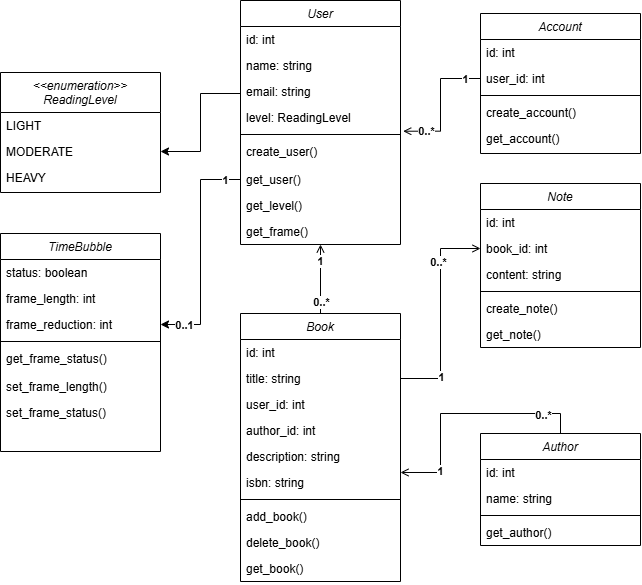 User
id: int
name: string
email: string
level: ReadingLevel
create_user()
get_user()
get_level()
get_frame()
Account
id: int
user_id: int
create_account()
get_account()
1
0..*
<<enumeration>>
ReadingLevel
LIGHT
MODERATE
HEAVY
1
0..1
TimeBubble
status: boolean
frame_length: int
frame_reduction: int
get_frame_status()
set_frame_length()
set_frame_status()
Note
id: int
book_id: int
content: string
create_note()
get_note()
1
0..*
0..*
1
Book
id: int
title: string
user_id: int
author_id: int
description: string
isbn: string
add_book()
delete_book()
get_book()
0..*
1
Author
id: int
name: string
get_author()